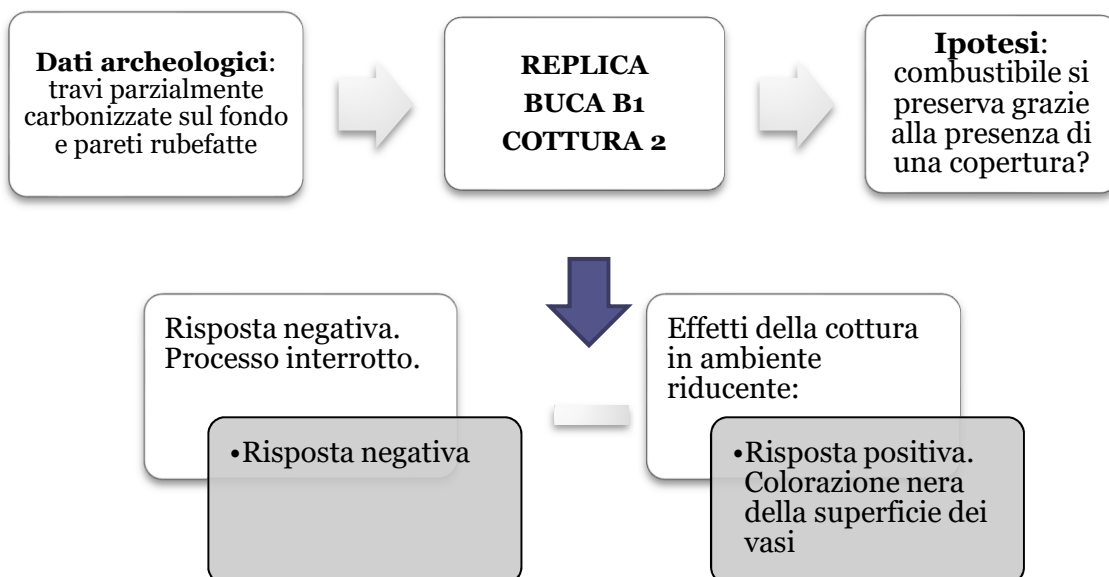 Dati archeologici:
travi parzialmente
carbonizzate sul fondo
e pareti rubefatte
REPLICA
BUCA B1
COTTURA 2
Ipotesi:
combustibile si
preserva grazie
alla presenza di
una copertura?
Risposta negativa.
Processo interrotto.
•Risposta negativa
Effetti della cottura
in ambiente
riducente:
•Risposta positiva.
Colorazione nera
della superficie dei
vasi